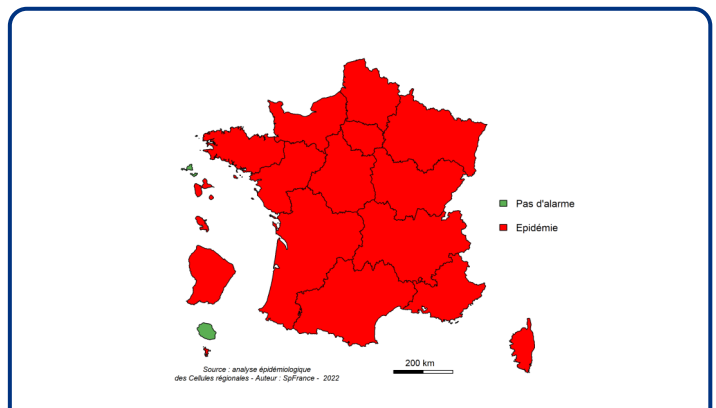 Pas d'alarme
Epidémie
200 km
Source : analyse épidémiologique
des Cellules régionales - Auteur : SpFrance - 2022